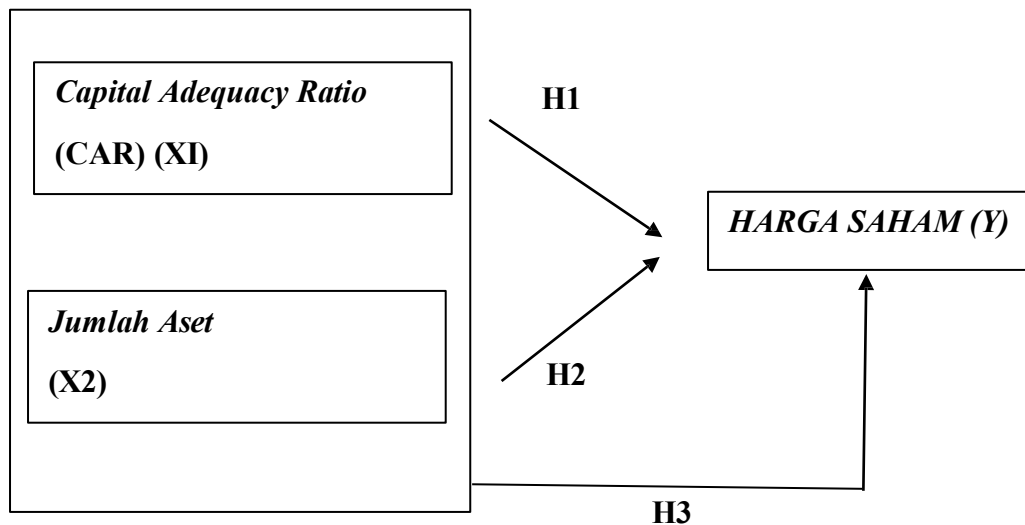 Capital Adequacy Ratio
(CAR) (XI)
H1
HARGA SAHAM (Y)
Jumlah Aset
(X2)
H2
H3